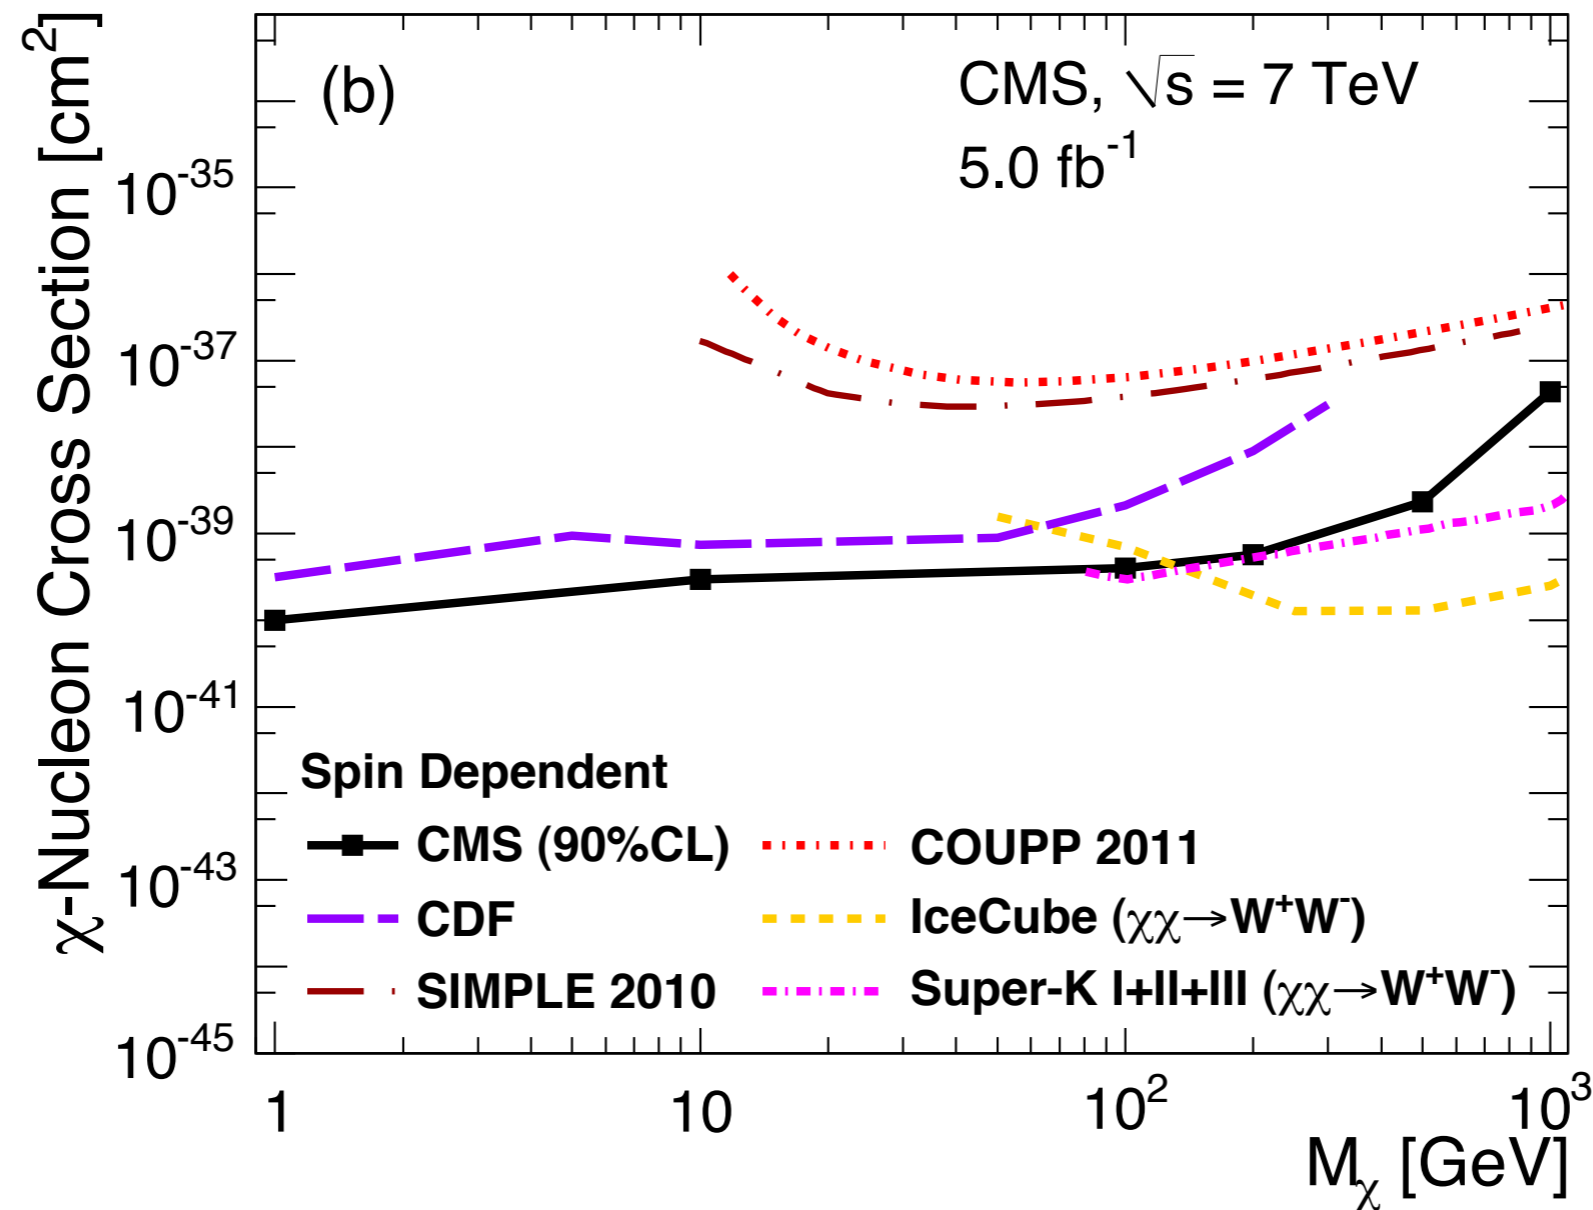 (b)
CMS, √s = 7 TeV
5.0 fb⁻¹
χ-Nucleon Cross Section [cm²]
10⁻³⁵
10⁻³⁷
10⁻³⁹
10⁻⁴¹
10⁻⁴³
10⁻⁴⁵
Spin Dependent
CMS (90%CL)
CDF
SIMPLE 2010
COUPP 2011
IceCube (χχ→W⁺W⁻)
Super-K I+II+III (χχ→W⁺W⁻)
1 10 10² 10³
Mχ [GeV]